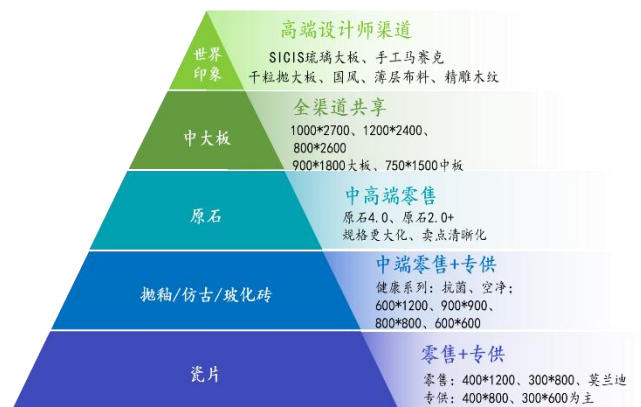 高端设计师渠道
世界
印象
SICIS琉璃大板、手工马赛克
干粒抛大板、国风、薄层布料、精雕木纹
全渠道共享
中大板
1000*2700、1200*2400、
800*2600
900*1800大板、750*1500中板
中高端零售
原石
原石4.0、原石2.0+
规格更大化、卖点清晰化
中端零售+专供
抛釉/仿古/玻化砖
健康系列：抗菌、空净；
600*1200、900*900、
800*800、600*600
零售+专供
瓷片
零售：400*1200、300*800、莫兰迪
专供：400*800、300*600为主